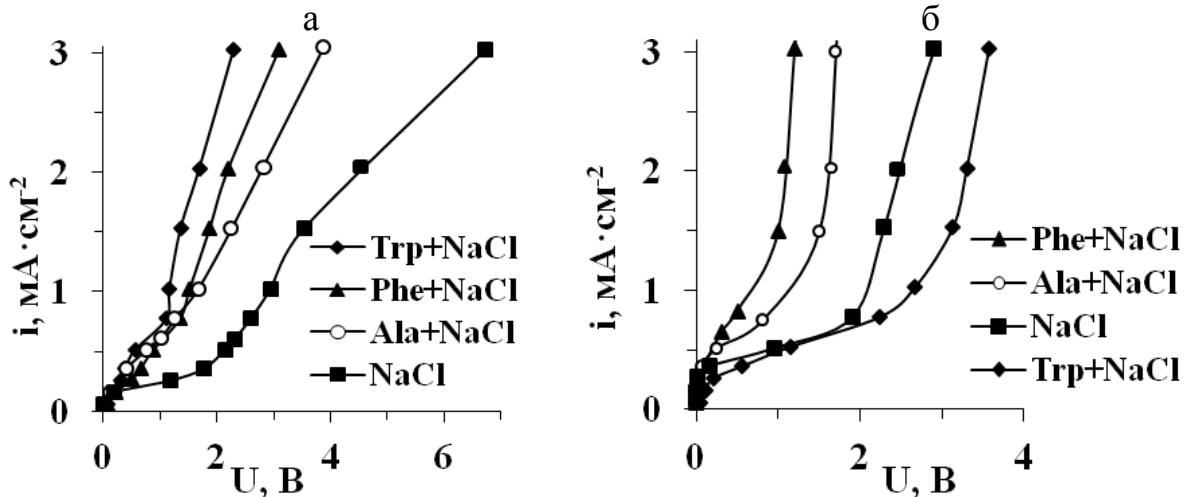 а
3
2
1
0
i, мА·см⁻²
0
2
4
6
U, В
Trp+NaCl
Phe+NaCl
Ala+NaCl
NaCl
б
3
2
1
0
i, мА·см⁻²
0
2
4
U, В
Phe+NaCl
Ala+NaCl
NaCl
Trp+NaCl